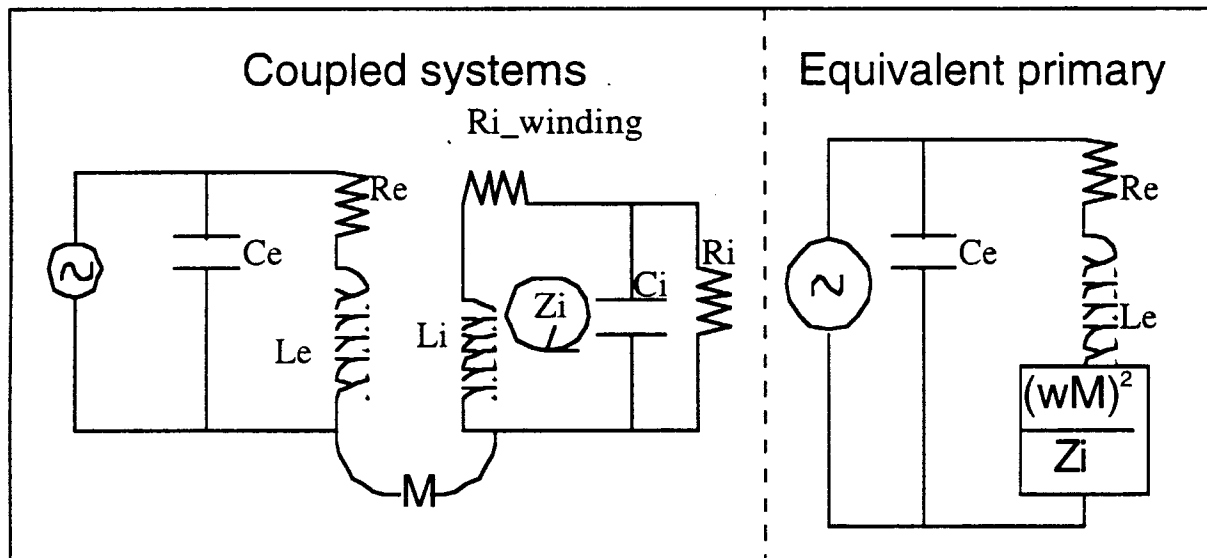 Coupled systems
Equivalent primary
Ri_winding
Re
Re
Ce
Ri
Ce
Ci
Zi
Le
Li
Le
(wM)²
Zi
M